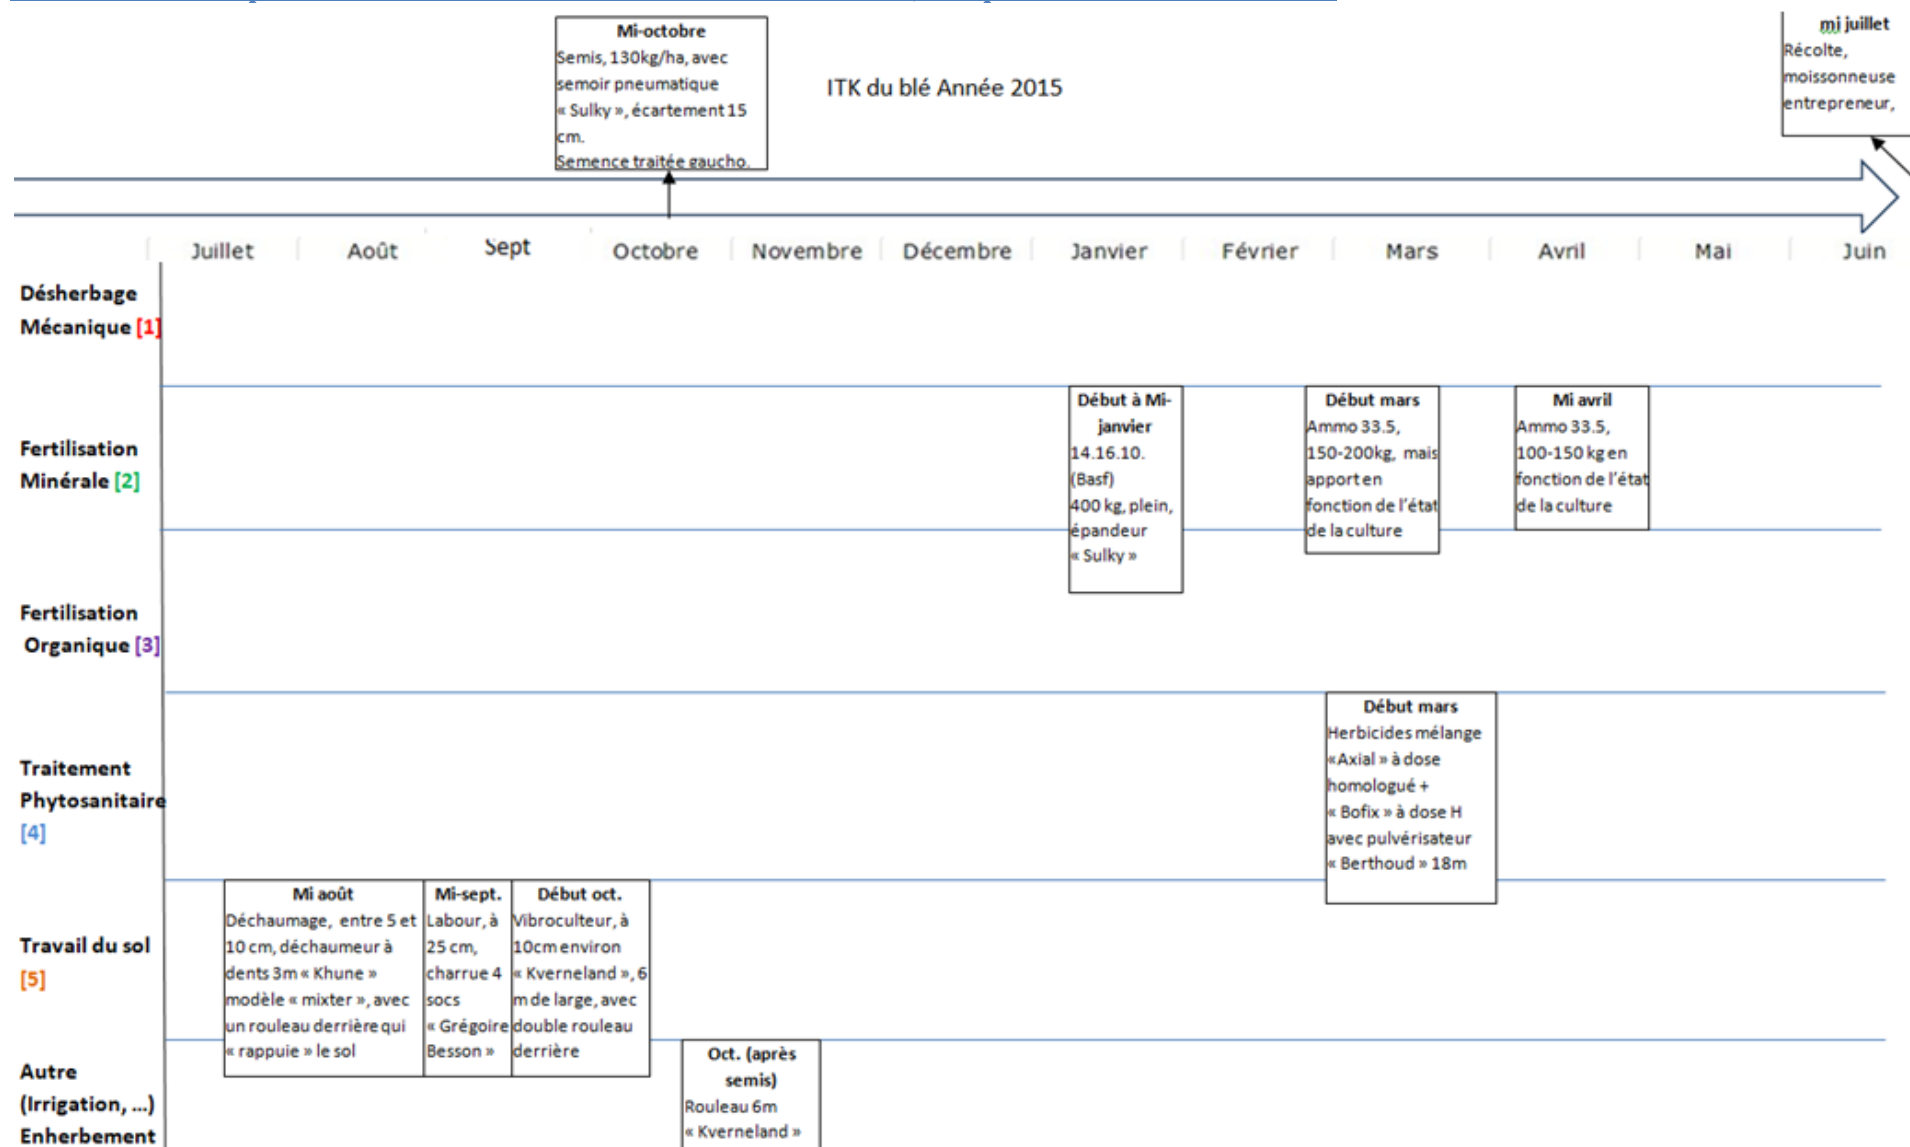 Mi-octobre
Semis, 130kg/ha, avec
semoir pneumatique
« Sulky », écartement 15
cm.
Semence traitée gaucho.
ITK du blé Année 2015
mi juillet
Récolte,
moissonneuse
entrepreneur,
Juillet Août Sept Octobre Novembre Décembre Janvier Février Mars Avril Mai Juin
Désherbage
Mécanique [1]
Fertilisation
Minérale [2]
Début à Mi-
janvier
14.16.10.
(Basf)
400 kg, plein,
épandeur
« Sulky »
Début mars
Ammo 33.5,
150-200kg, mais
apport en
fonction de l'état
de la culture
Mi avril
Ammo 33.5,
100-150 kg en
fonction de l'état
de la culture
Fertilisation
Organique [3]
Traitement
Phytosanitaire
[4]
Début mars
Herbicides mélange
«Axial » à dose
homologué +
« Bofix » à dose H
avec pulvérisateur
« Berthoud » 18m
Travail du sol
[5]
Mi août
Déchaumage, entre 5 et
10 cm, déchaumeur à
dents 3m « Khune »
modèle « mixter », avec
un rouleau derrière qui
« rappuie » le sol
Mi-sept.
Labour, à
25 cm,
charrue 4
socs
« Grégoire
Besson »
Début oct.
Vibroculteur, à
10cm environ
« Kverneland », 6
m de large, avec
double rouleau
derrière
Autre
(Irrigation, ...)
Enherbement
Oct. (après
semis)
Rouleau 6m
« Kverneland »